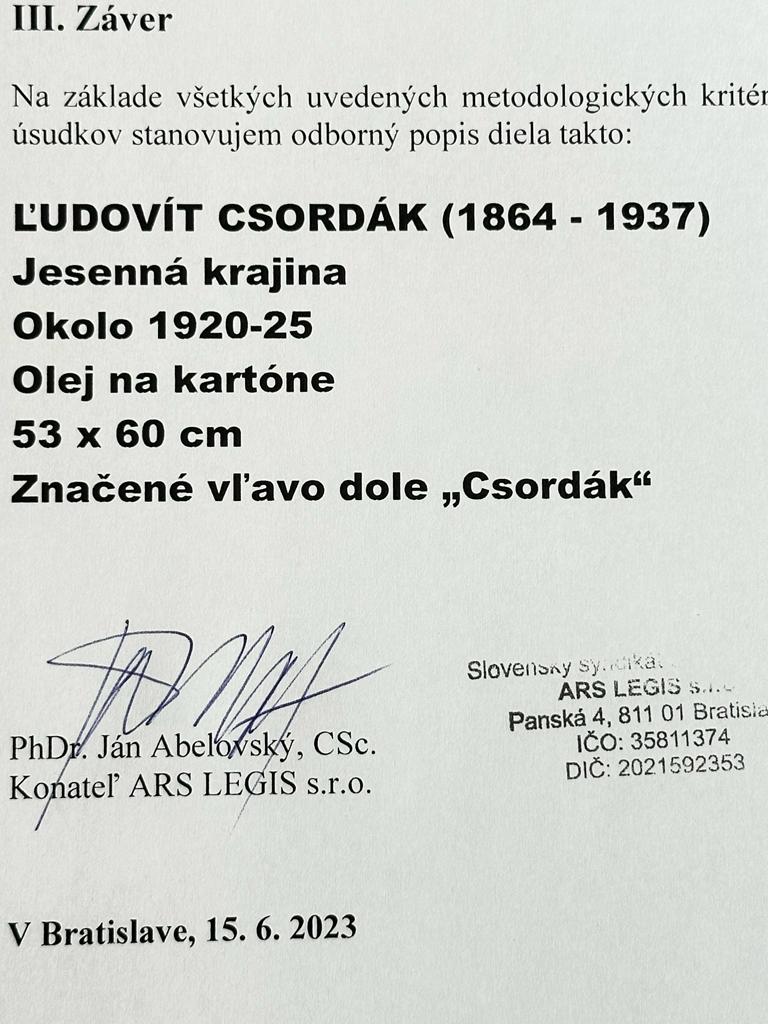 III. Záver
Na základe všetkých uvedených metodologických kritér
úsudkov stanovujem odborný popis diela takto:
ĽUDOVÍT CSORDÁK (1864 - 1937)
Jesenná krajina
Okolo 1920-25
Olej na kartóne
53 x 60 cm
Značené vľavo dole „Csordák“
Slovenský
ARS LEGIS s.r.o.
Panská 4, 811 01 Bratisla
IČO: 35811374
DIČ: 2021592353
PhDr. Ján Abelovský, CSc.
Konateľ ARS LEGIS s.r.o.
V Bratislave, 15. 6. 2023